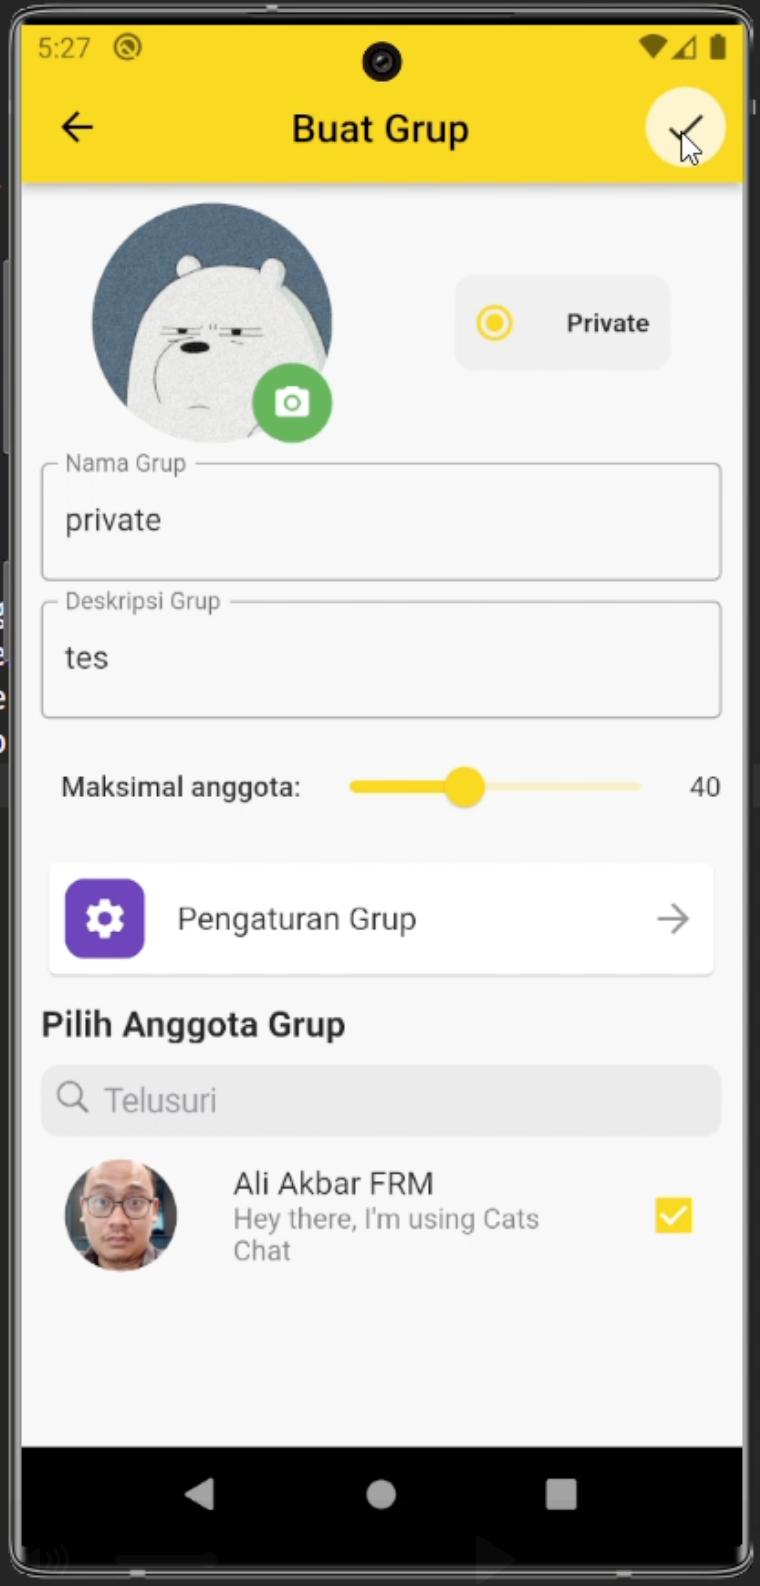 5:27
Buat Grup
Private
Nama Grup
private
Deskripsi Grup
tes
Maksimal anggota:
40
Pengaturan Grup
Pilih Anggota Grup
Telusuri
Ali Akbar FRM
Hey there, I'm using Cats
Chat